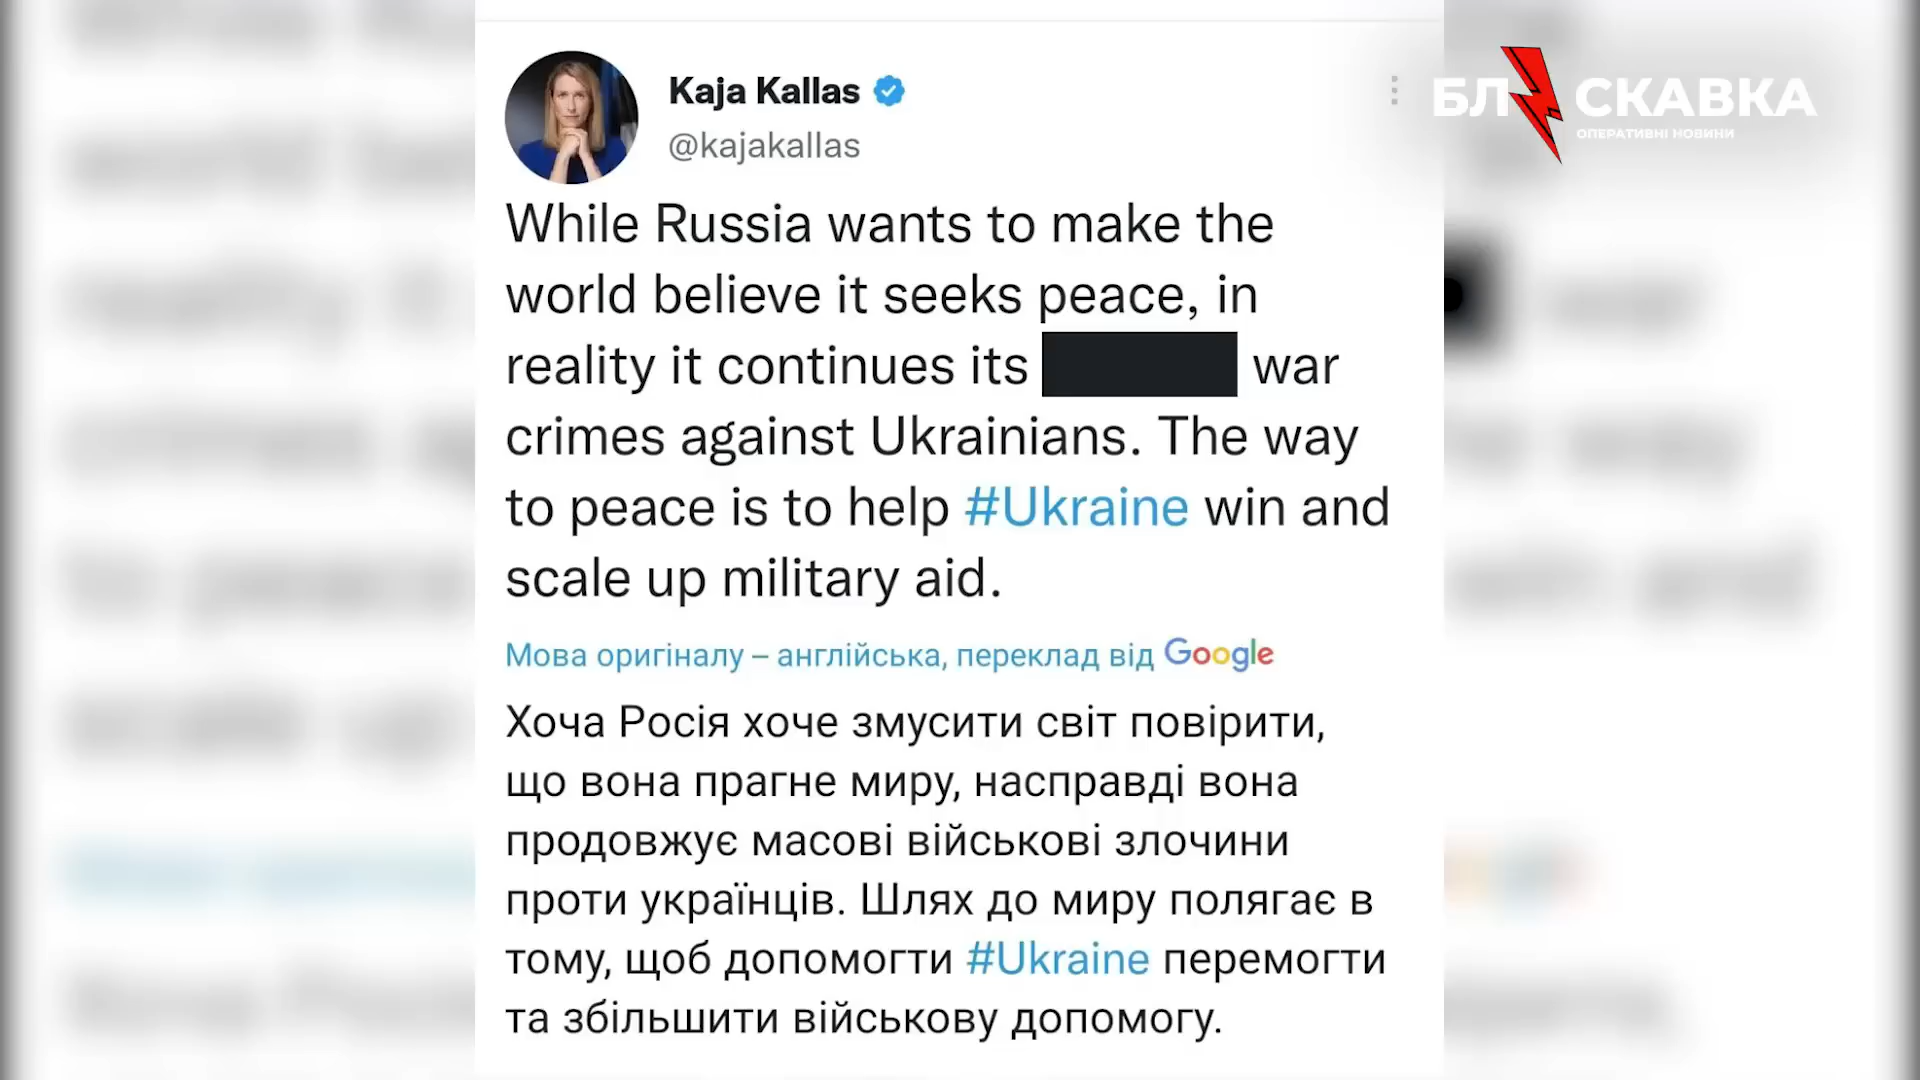 Kaja Kallas
@kajakallas
БЛ СКАВКА
ОПЕРАТИВНІ НОВИНИ
While Russia wants to make the
world believe it seeks peace, in
reality it continues its war
crimes against Ukrainians. The way
to peace is to help #Ukraine win and
scale up military aid.
Мова оригіналу – англійська, переклад від Google
Хоча Росія хоче змусити світ повірити,
що вона прагне миру, насправді вона
продовжує масові військові злочини
проти українців. Шлях до миру полягає в
тому, щоб допомогти #Ukraine перемогти
та збільшити військову допомогу.